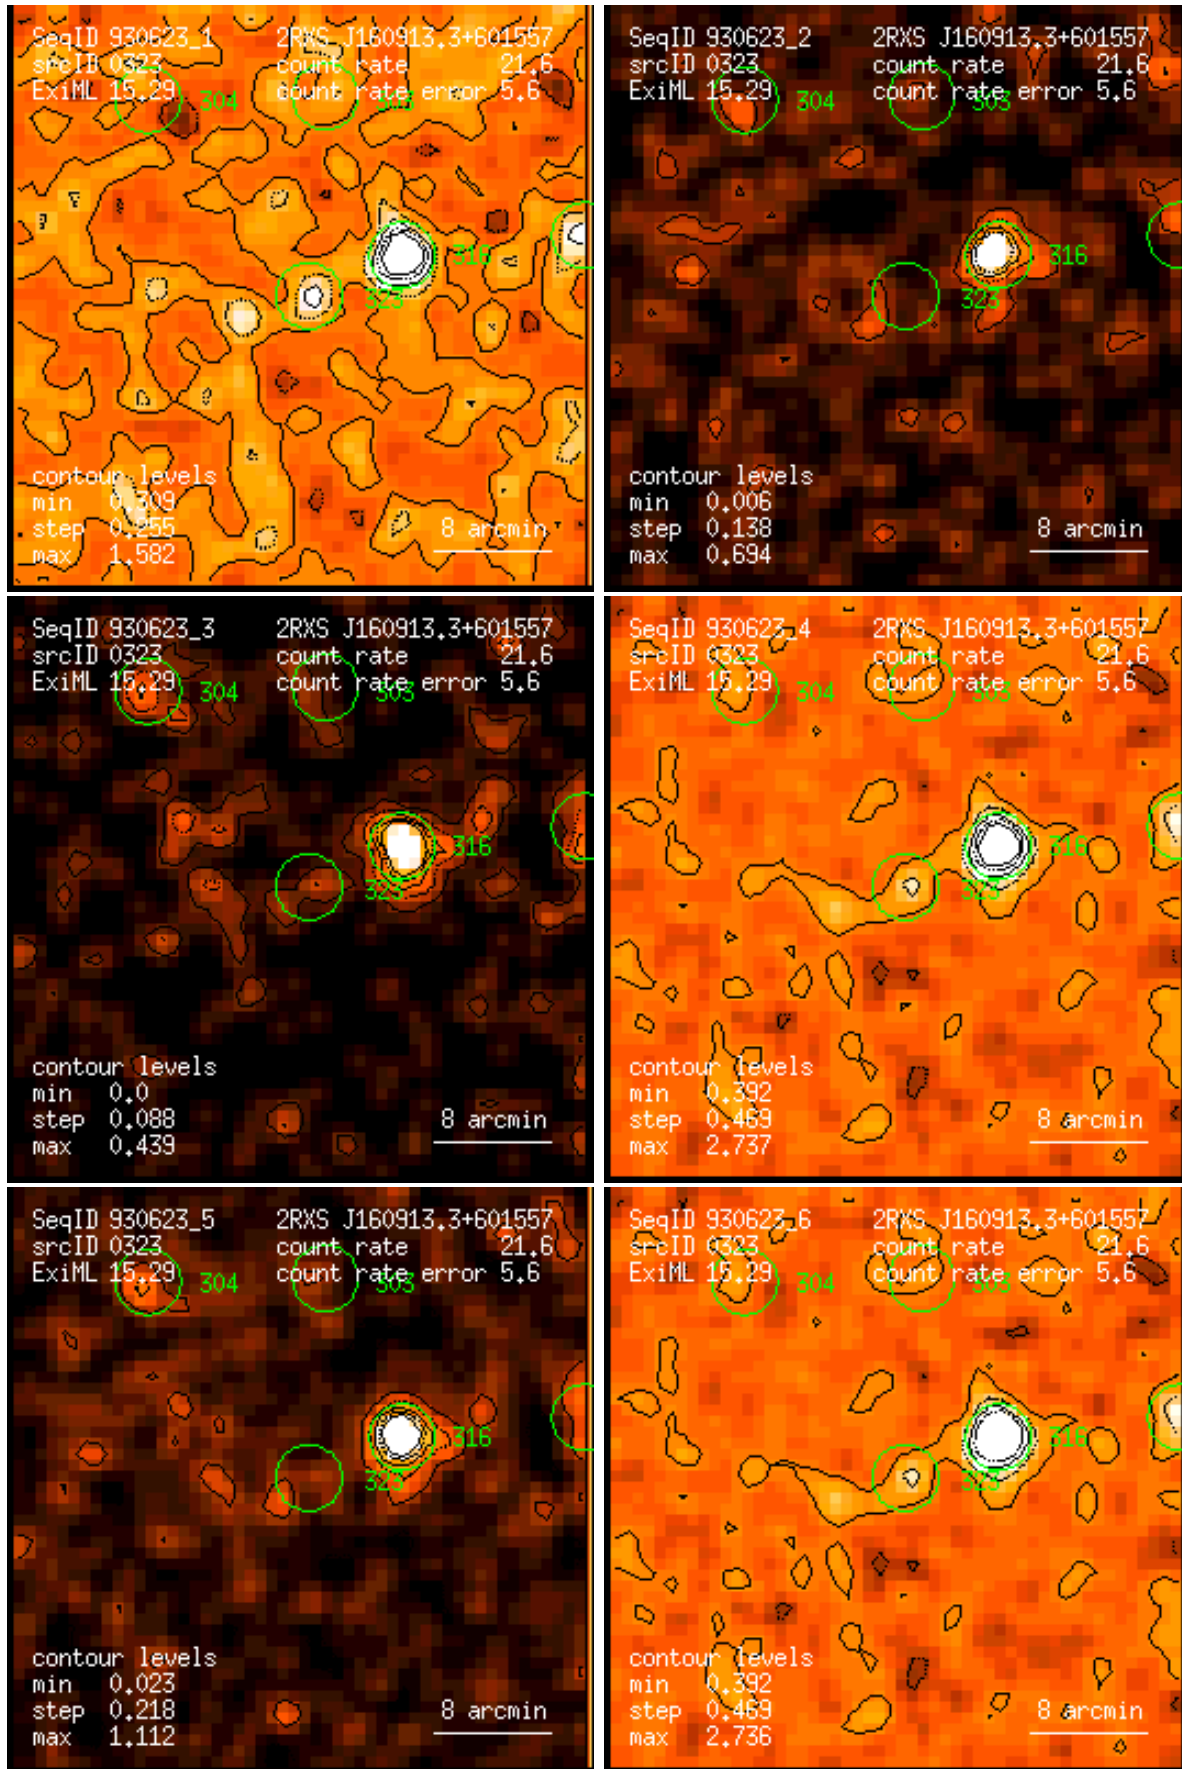 SeqID 930623_1 2RXS J160913.3+601557
srcID 0323 count rate 21.6
ExiML 15.29 count rate error 5.6
304 303
316
323
contour levels
min 0.309
step 0.255 8 arcmin
max 1.582
SeqID 930623_2 2RXS J160913.3+601557
srcID 0323 count rate 21.6
ExiML 15.29 count rate error 5.6
304 303
316
323
contour levels
min 0.006
step 0.138 8 arcmin
max 0.694
SeqID 930623_3 2RXS J160913.3+601557
srcID 0323 count rate 21.6
ExiML 15.29 count rate error 5.6
304 303
316
323
contour levels
min 0.0
step 0.088 8 arcmin
max 0.439
SeqID 930623_4 2RXS J160913.3+601557
srcID 0323 count rate 21.6
ExiML 15.29 count rate error 5.6
304 303
316
323
contour levels
min 0.392
step 0.469 8 arcmin
max 2.737
SeqID 930623_5 2RXS J160913.3+601557
srcID 0323 count rate 21.6
ExiML 15.29 count rate error 5.6
304 303
316
323
contour levels
min 0.023
step 0.218 8 arcmin
max 1.112
SeqID 930623_6 2RXS J160913.3+601557
srcID 0323 count rate 21.6
ExiML 15.29 count rate error 5.6
304 303
316
323
contour levels
min 0.392
step 0.469 8 arcmin
max 2.736